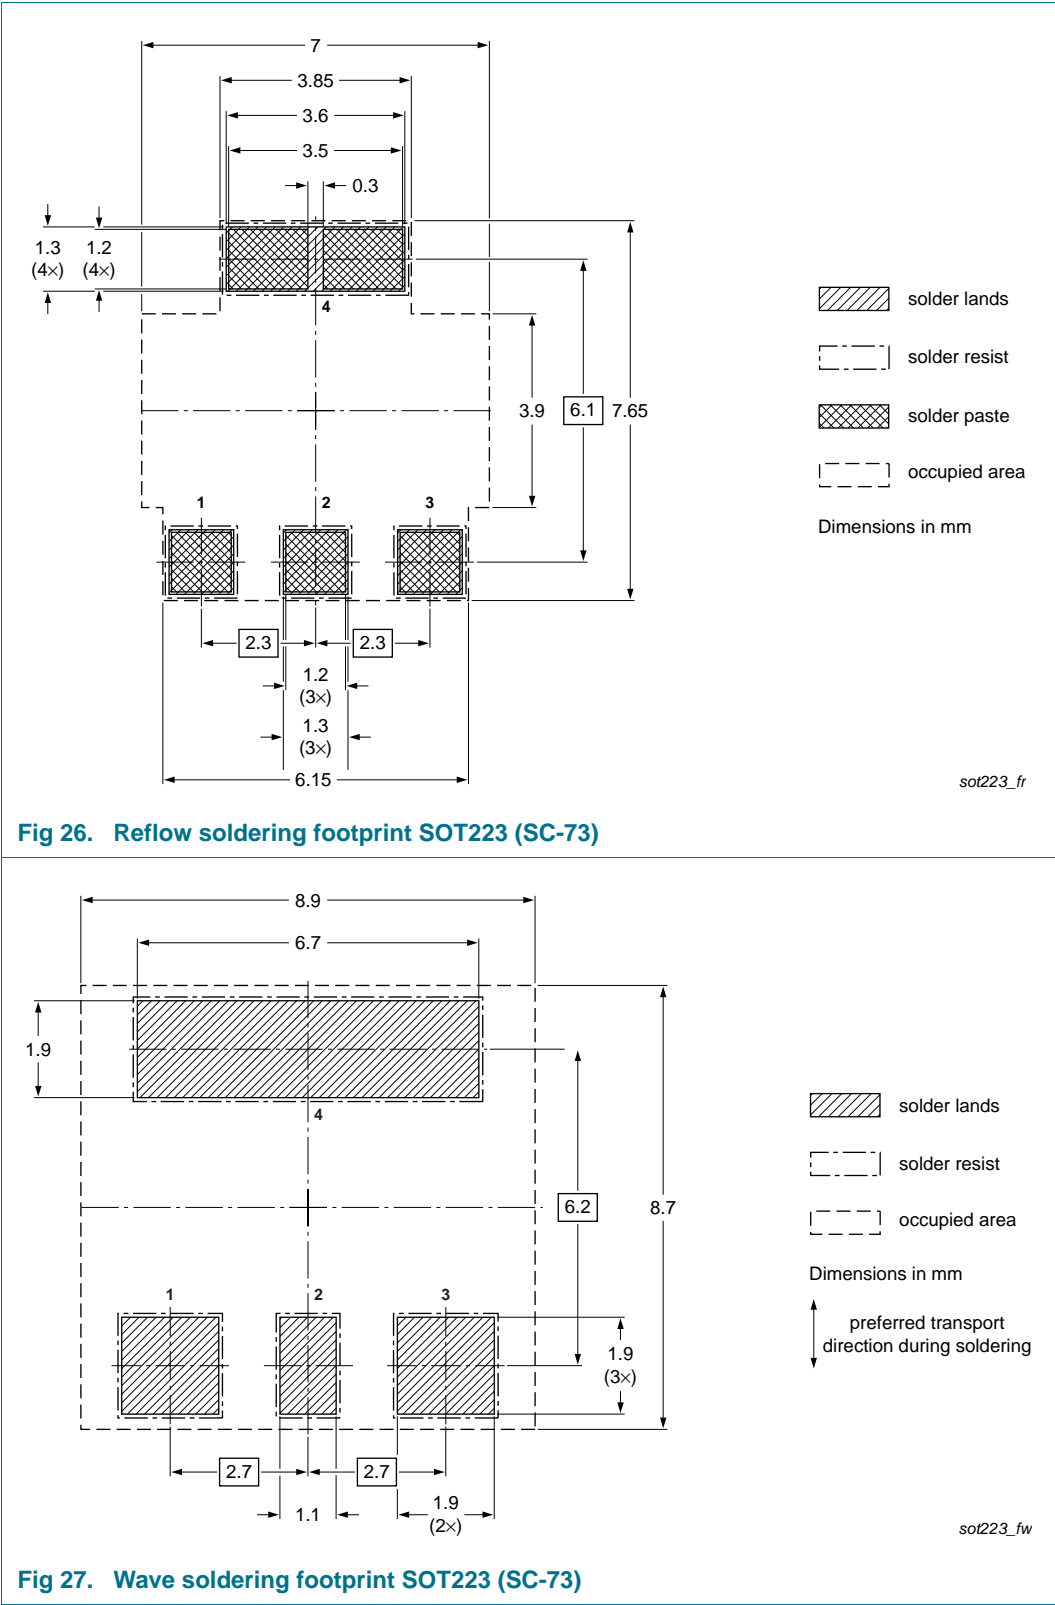 7
3.85
3.6
3.5
0.3
1.3
(4×)
1.2
(4×)
4
3.9
6.1
7.65
1
2
3
2.3
2.3
1.2
(3×)
1.3
(3×)
6.15
solder lands
solder resist
solder paste
occupied area
Dimensions in mm
sot223_fr
Fig 26. Reflow soldering footprint SOT223 (SC-73)
8.9
6.7
1.9
4
6.2
8.7
1
2
3
1.9
(3×)
2.7
2.7
1.1
1.9
(2×)
solder lands
solder resist
occupied area
Dimensions in mm
preferred transport
direction during soldering
sot223_fw
Fig 27. Wave soldering footprint SOT223 (SC-73)